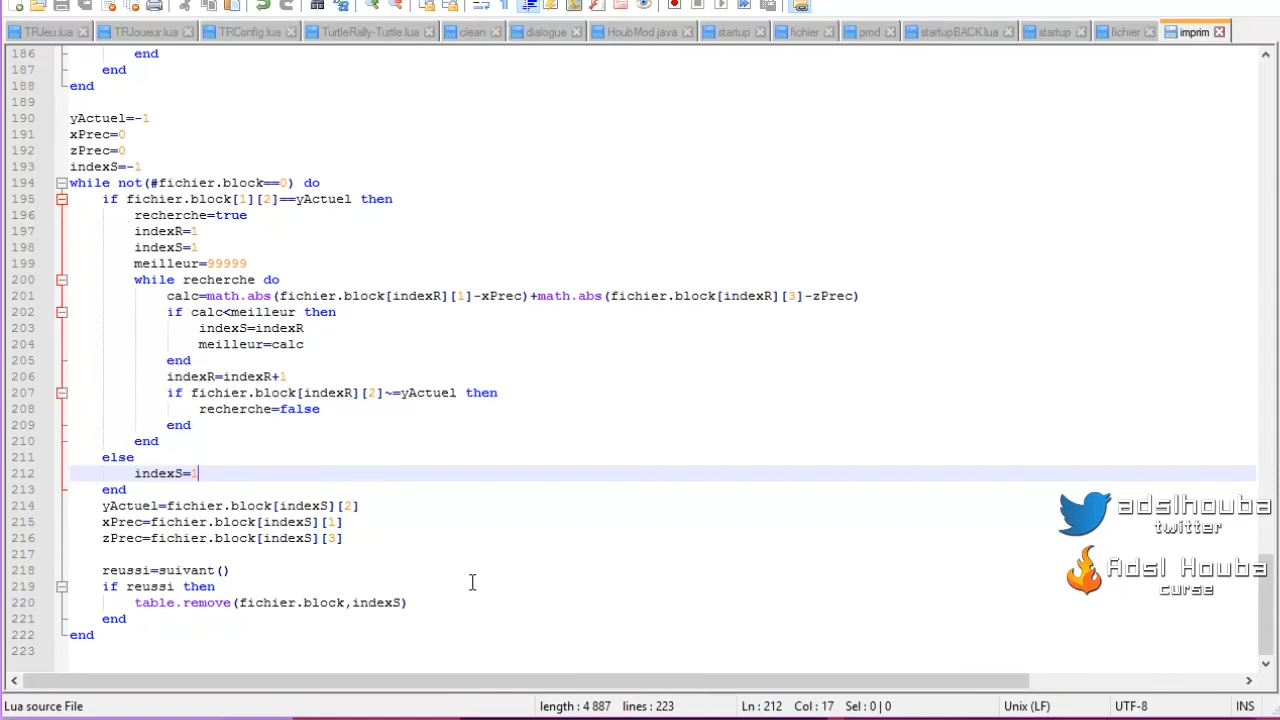 TRJeu.lua TRJoueur.lua TRConfig.lua TurtleRally-Turtle.lua clean dialogue HoubMod.java startup fichier prod startupBACK.lua startup fichier imprim
186 end
187 end
188 end
189
190 yActuel=-1
191 xPrec=0
192 zPrec=0
193 indexS=-1
194 while not(#fichier.block==0) do
195 if fichier.block[1][2]==yActuel then
196 recherche=true
197 indexR=1
198 indexS=1
199 meilleur=99999
200 while recherche do
201 calc=math.abs(fichier.block[indexR][1]-xPrec)+math.abs(fichier.block[indexR][3]-zPrec)
202 if calc<meilleur then
203 indexS=indexR
204 meilleur=calc
205 end
206 indexR=indexR+1
207 if fichier.block[indexR][2]~=yActuel then
208 recherche=false
209 end
210 end
211 else
212 indexS=1
213 end
214 yActuel=fichier.block[indexS][2]
215 xPrec=fichier.block[indexS][1]
216 zPrec=fichier.block[indexS][3]
217
218 reussi=suivant()
219 if reussi then
220 table.remove(fichier.block,indexS)
221 end
222 end
223
adslhouba
twitter
Adsl Houba
curse
Lua source File length : 4 887 lines : 223 Ln : 212 Col : 17 Sel : 0 | 0 Unix (LF) UTF-8 INS